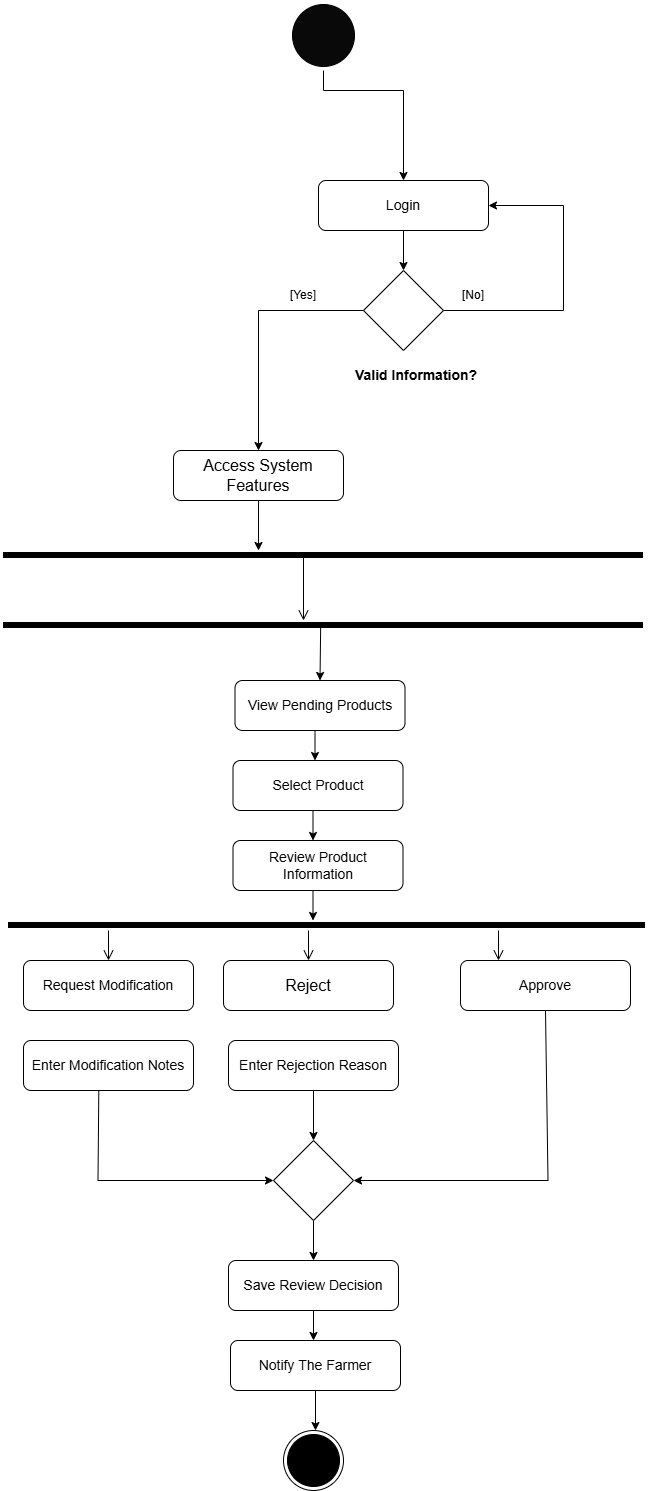 Login
[Yes]
[No]
Valid Information?
Access System
Features
View Pending Products
Select Product
Review Product
Information
Request Modification
Reject
Approve
Enter Modification Notes
Enter Rejection Reason
Save Review Decision
Notify The Farmer